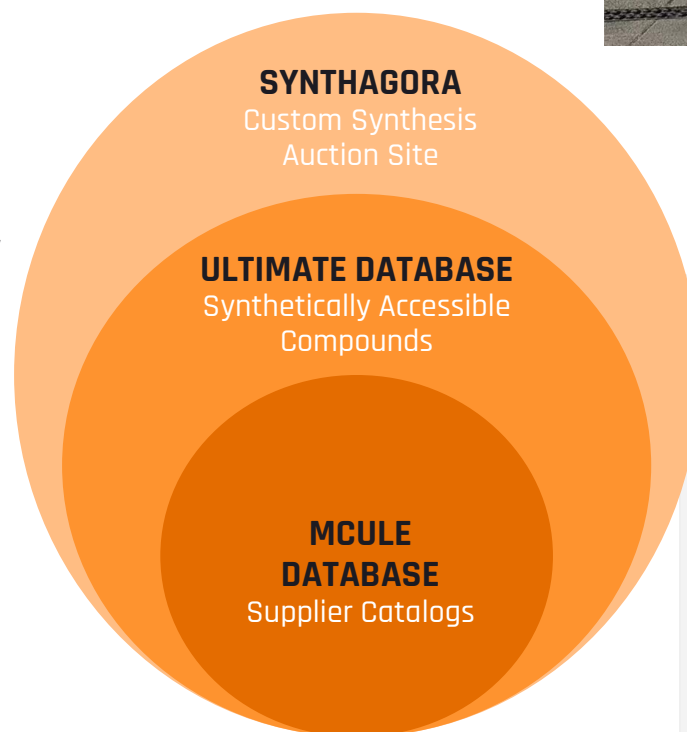 SYNTHAGORA
Custom Synthesis
Auction Site
ULTIMATE DATABASE
Synthetically Accessible
Compounds
MCULE
DATABASE
Supplier Catalogs